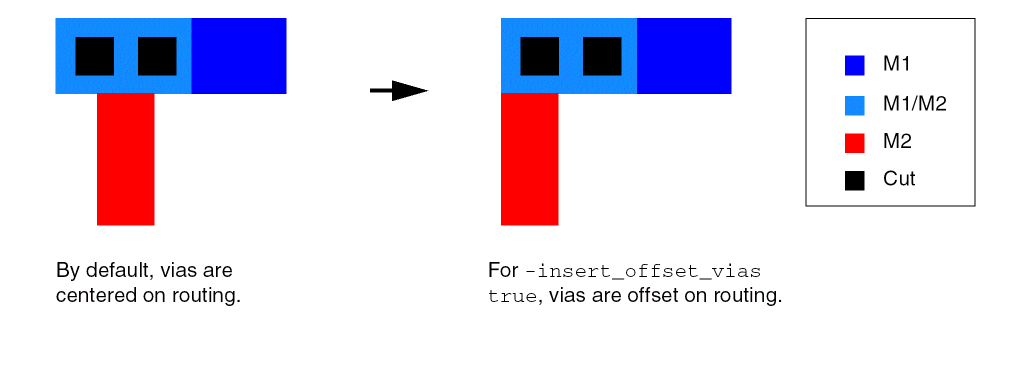 M1
M1/M2
M2
Cut
By default, vias are
centered on routing.
For -insert_offset_vias
true, vias are offset on routing.